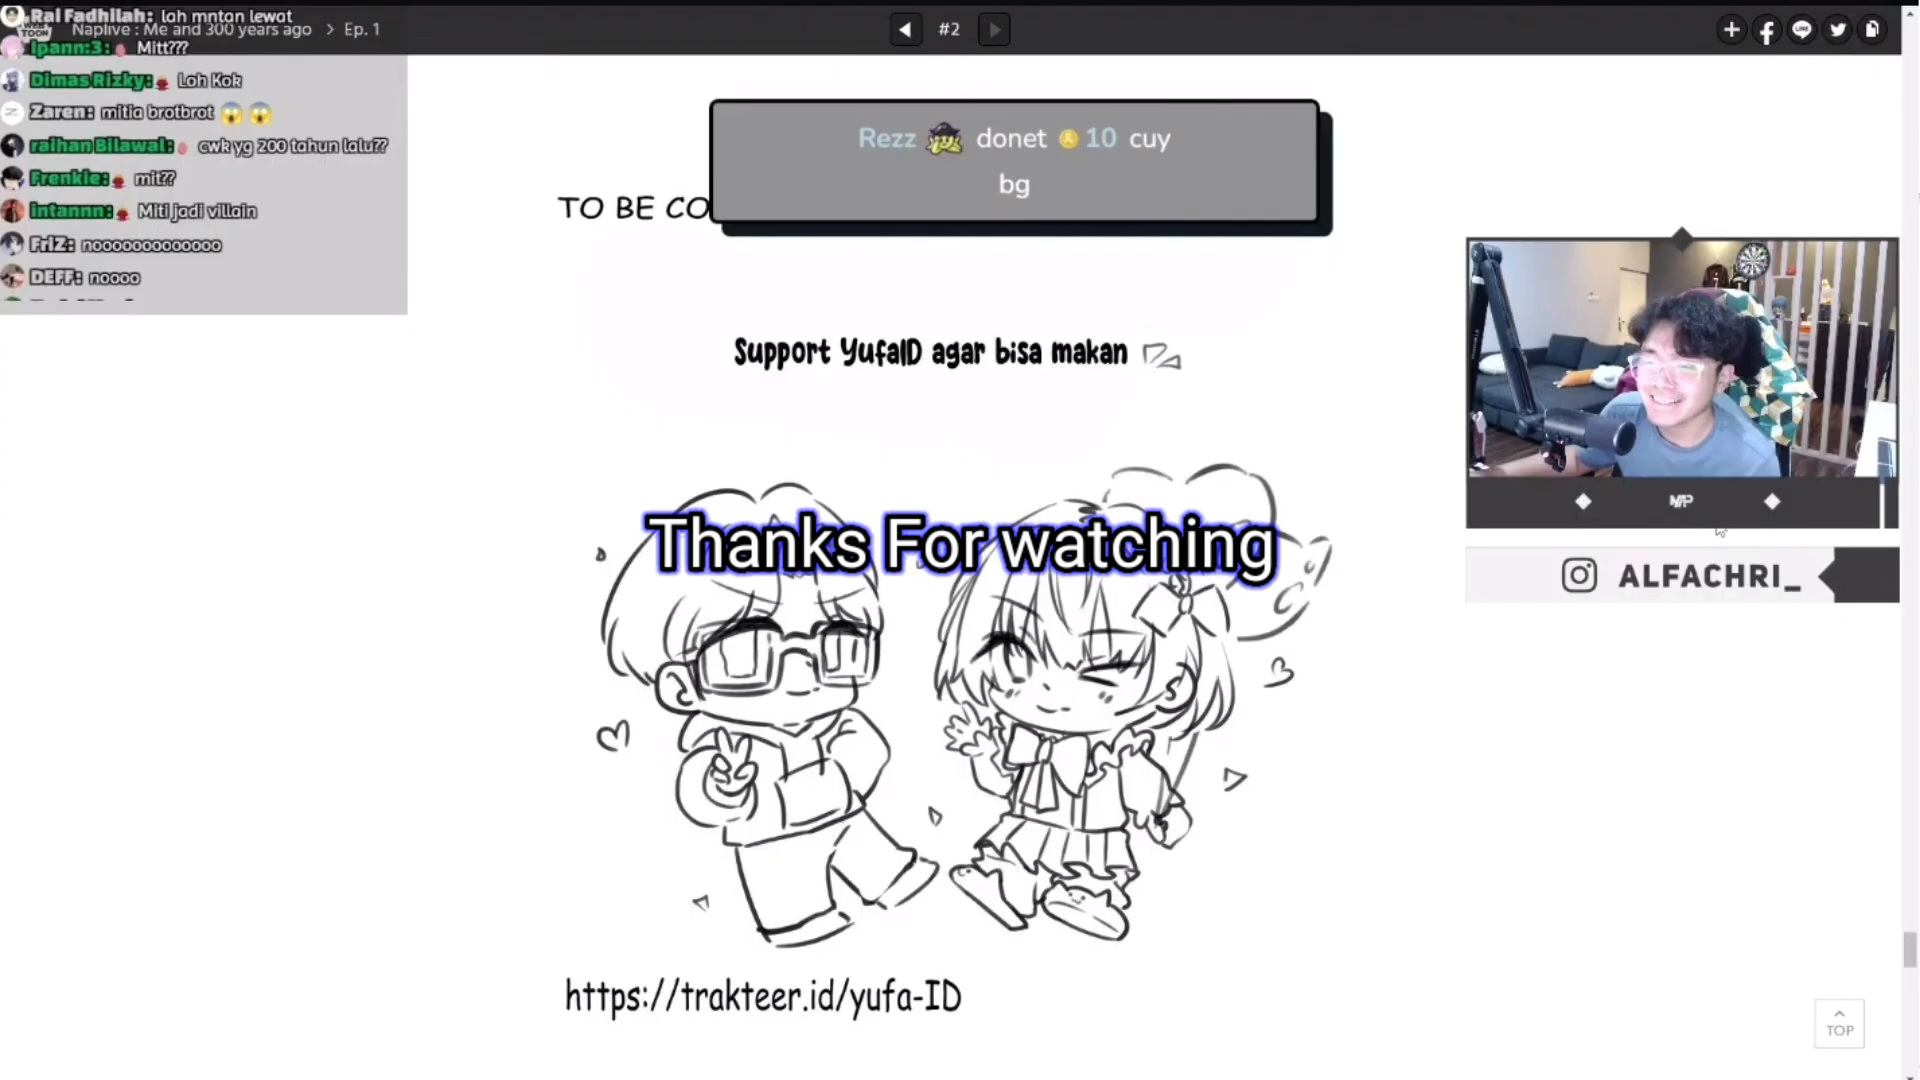 Rai Fadhilah: lah mntan lewat
TOON
Naplive : Me and 300 years ago > Ep. 1
#2
Ipann:3: Mitt???
Dimas Rizky: Loh Kok
Zaren: mitia brotbrot 😱 😱
raihan Bilawal: cwk yg 200 tahun lalu??
Frenkie: mit??
intannn: Miti jadi villain
FriZ: nooooooooooooo
DEFF: noooo
Rezz donet 10 cuy
bg
TO BE CO
Support YufaID agar bisa makan
Thanks For watching
ALFACHRI_
https://trakteer.id/yufa-ID
TOP